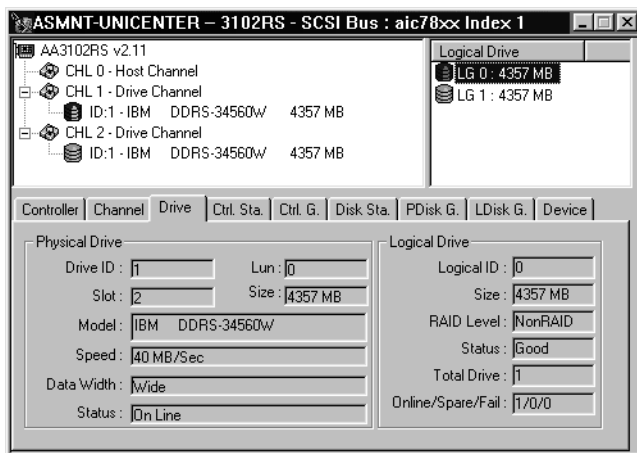 ASMNT-UNICENTER – 3102RS - SCSI Bus : aic78xx Index 1
AA3102RS v2.11
CHL 0 - Host Channel
CHL 1 - Drive Channel
ID:1 - IBM DDRS-34560W 4357 MB
CHL 2 - Drive Channel
ID:1 - IBM DDRS-34560W 4357 MB
Logical Drive
LG 0 : 4357 MB
LG 1 : 4357 MB
Controller Channel Drive Ctrl. Sta. Ctrl. G. Disk Sta. PDisk G. LDisk G. Device
Physical Drive
Drive ID : 1 Lun : 0
Slot : 2 Size : 4357 MB
Model : IBM DDRS-34560W
Speed : 40 MB/Sec
Data Width : Wide
Status : On Line
Logical Drive
Logical ID : 0
Size : 4357 MB
RAID Level : NonRAID
Status : Good
Total Drive : 1
Online/Spare/Fail : 1/0/0